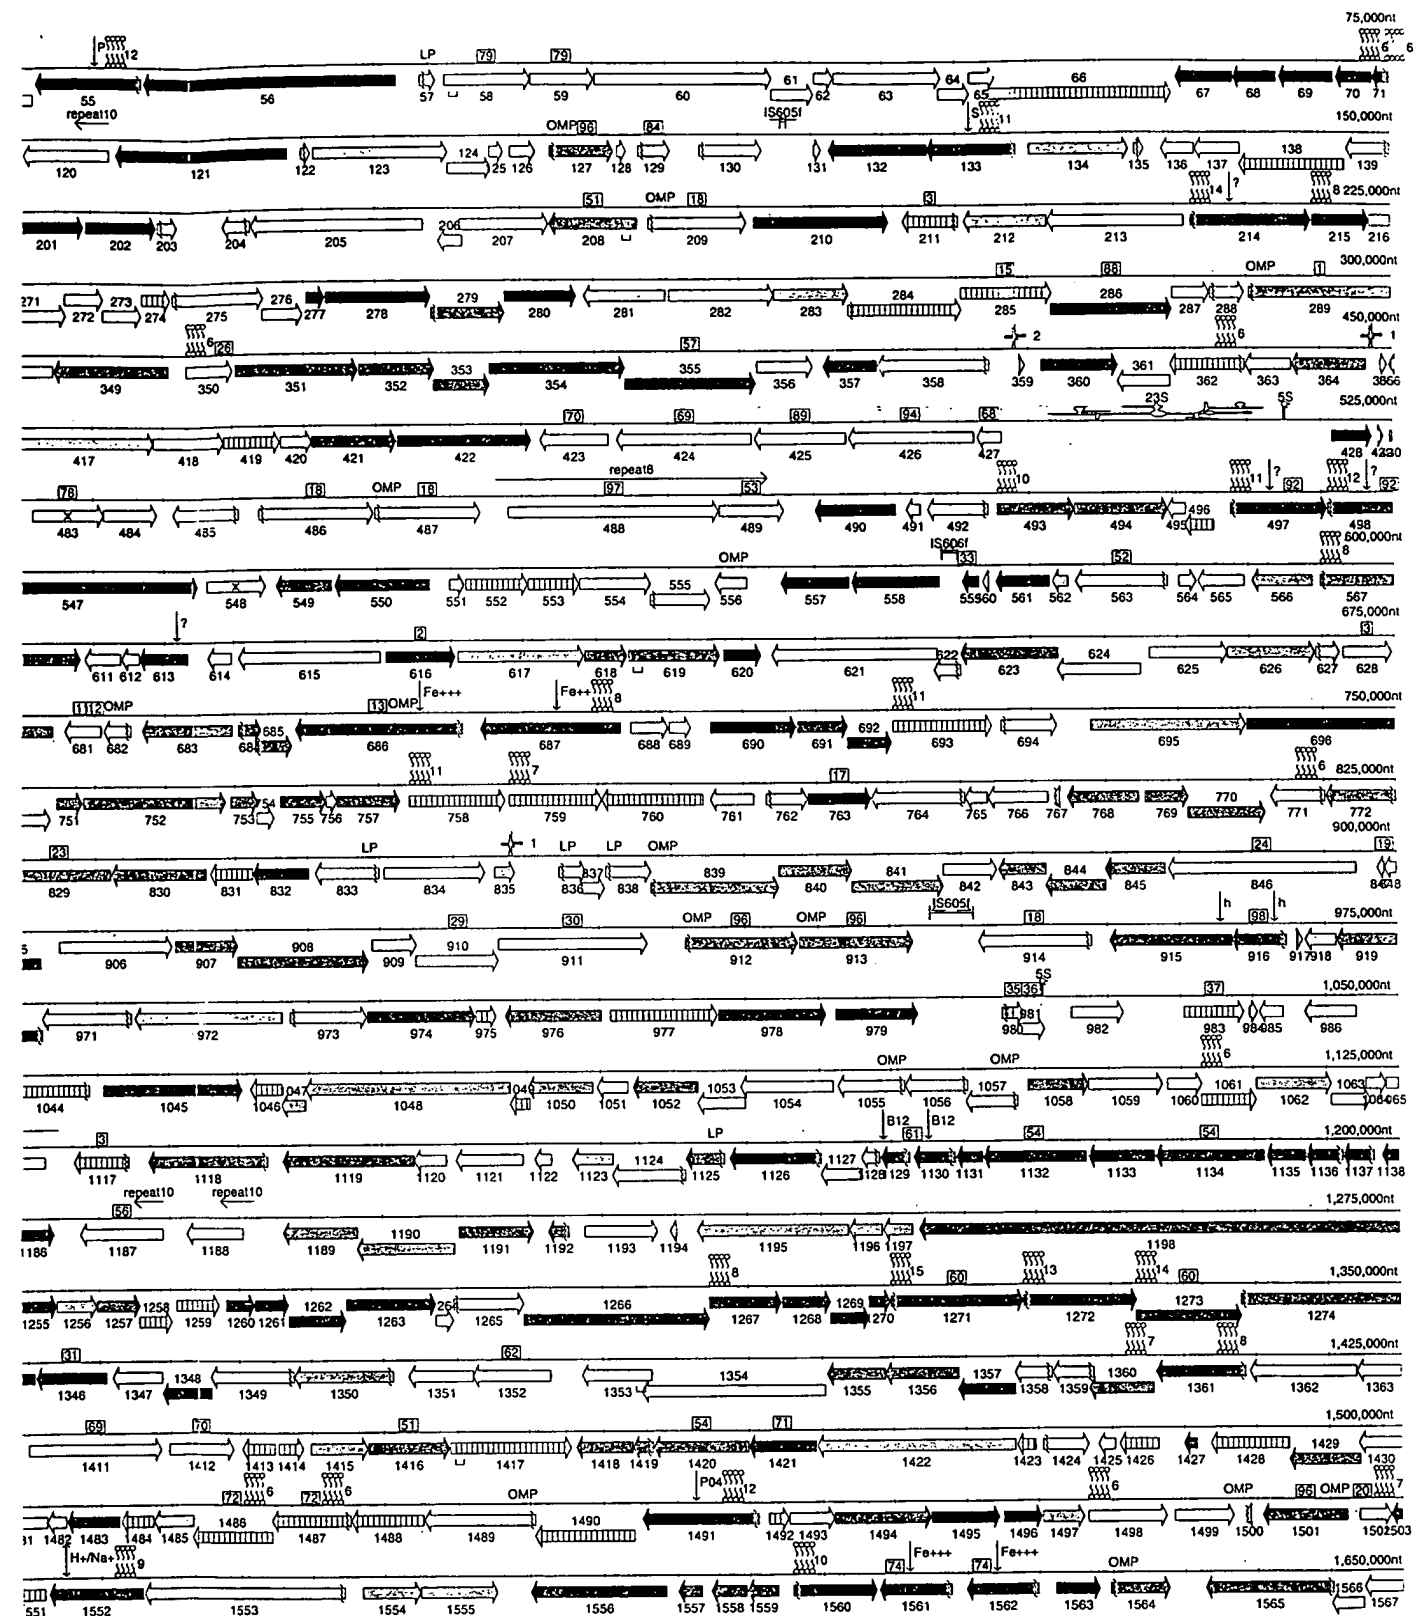 75,000nt
P 12 LP 79 79 61 64 66 6 6
55 56 57 58 59 60 62 63 65 67 68 69 70 71
repeat10 IS605f S 11 150,000nt
OMP 96 84
124 138
120 121 122 123 125 126 127 128 129 130 131 132 133 134 135 136 137 139
51 OMP 18 3 14 ? 8 225,000nt
201 202 203 204 205 206 207 208 209 210 211 212 213 214 215 216
300,000nt
15 88 OMP 1
271 273 276 279 284 286
272 274 275 277 278 280 281 282 283 285 287 288 289
450,000nt
6 26 57 2 6 1
353 355 361
349 350 351 352 354 356 357 358 359 360 362 363 364
525,000nt
70 69 89 94 68 23S 5S
417 418 419 420 421 422 423 424 425 426 427 428
repeat8
78 18 OMP 18 97 53 10 11 ? 92 12 ? 92
483 484 485 486 487 488 489 490 491 492 493 494 495 496 497 498
600,000nt
OMP IS606f 33 52 8
555
547 548 549 550 551 552 553 554 556 557 558 559 560 561 562 563 564 565 566 567
675,000nt
? 2 3
622 624
611 612 613 614 615 616 617 618 619 620 621 623 625 626 627 628
750,000nt
11 12 OMP 13 OMP Fe+++ Fe++ 8 11
685 692
681 682 683 684 686 687 688 689 690 691 693 694 695 696
825,000nt
11 7 17 6
754 770
751 752 753 755 756 757 758 759 760 761 762 763 764 765 766 767 768 769 771 772
900,000nt
23 LP 1 LP LP OMP 24 19
837 839 841 844
829 830 831 832 833 834 835 836 838 840 842 843 845 846 848
IS605f h h 975,000nt
29 30 OMP 96 OMP 96 18 98
908 910
906 907 909 911 912 913 914 915 916 917 918 919
1,050,000nt
35 36 5S 37
981
971 972 973 974 975 976 977 978 979 980 982 983 984 985 986
1,125,000nt
OMP OMP 6
1053 1057 1061 1063
1044 1045 1046 1048 1050 1051 1052 1054 1055 1056 1058 1059 1060 1062
1,200,000nt
3 LP B12 61 B12 54 54
1124 1127
1117 1118 1119 1120 1121 1122 1123 1125 1126 1128 1129 1130 1131 1132 1133 1134 1135 1136 1137 1138
repeat10 repeat10
1,275,000nt
56
1190
1186 1187 1188 1189 1191 1192 1193 1194 1195 1196 1197 1198
1,350,000nt
8 15 60 13 14 60
1258 1262 1266 1269 1273
1255 1256 1257 1259 1260 1261 1263 1265 1267 1268 1270 1271 1272 1274
1,425,000nt
31 62 7 8
1348 1354 1357 1360
1346 1347 1349 1350 1351 1352 1353 1355 1356 1358 1359 1361 1362 1363
1,500,000nt
69 70 51 54 71
1429
1411 1412 1413 1414 1415 1416 1417 1418 1419 1420 1421 1422 1423 1424 1425 1426 1427 1428 1430
72 6 72 6 OMP P04 12 6 OMP 96 OMP 20 7
1486 1490
1482 1483 1484 1485 1487 1488 1489 1491 1492 1493 1494 1495 1496 1497 1498 1499 1500 1501 1502
H+/Na+ 9 10 74 Fe+++ 74 Fe+++ OMP 1,650,000nt
1566
1552 1553 1554 1555 1556 1557 1558 1559 1560 1561 1562 1563 1564 1565 1567